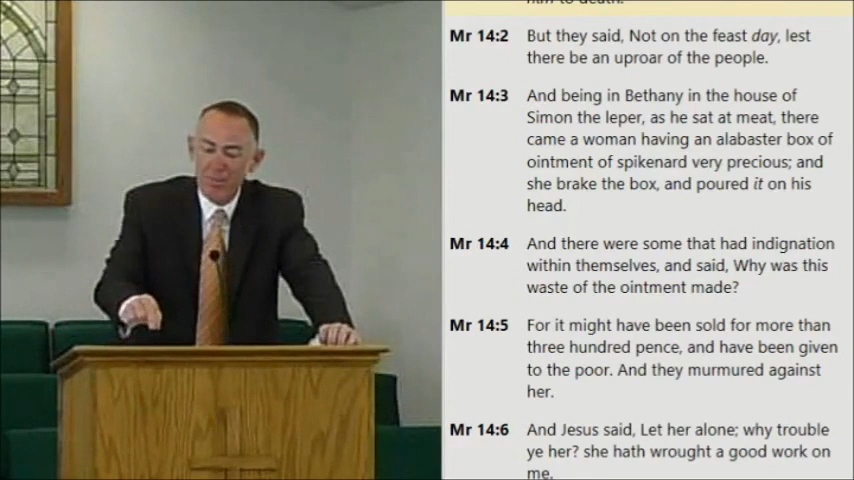 him to death.
Mr 14:2 But they said, Not on the feast day, lest
there be an uproar of the people.
Mr 14:3 And being in Bethany in the house of
Simon the leper, as he sat at meat, there
came a woman having an alabaster box of
ointment of spikenard very precious; and
she brake the box, and poured it on his
head.
Mr 14:4 And there were some that had indignation
within themselves, and said, Why was this
waste of the ointment made?
Mr 14:5 For it might have been sold for more than
three hundred pence, and have been given
to the poor. And they murmured against
her.
Mr 14:6 And Jesus said, Let her alone; why trouble
ye her? she hath wrought a good work on
me.